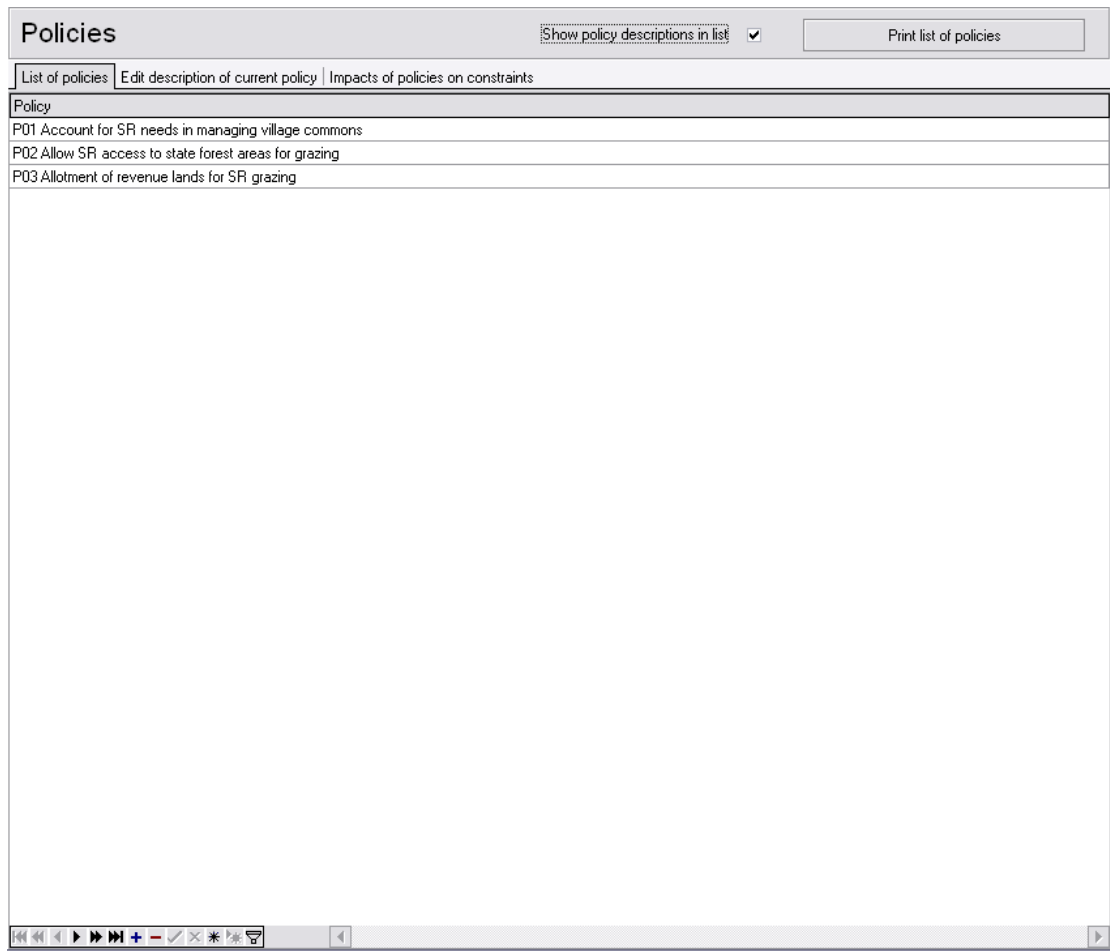 Policies
Show policy descriptions in list
Print list of policies
List of policies Edit description of current policy Impacts of policies on constraints
Policy
P01 Account for SR needs in managing village commons
P02 Allow SR access to state forest areas for grazing
P03 Allotment of revenue lands for SR grazing